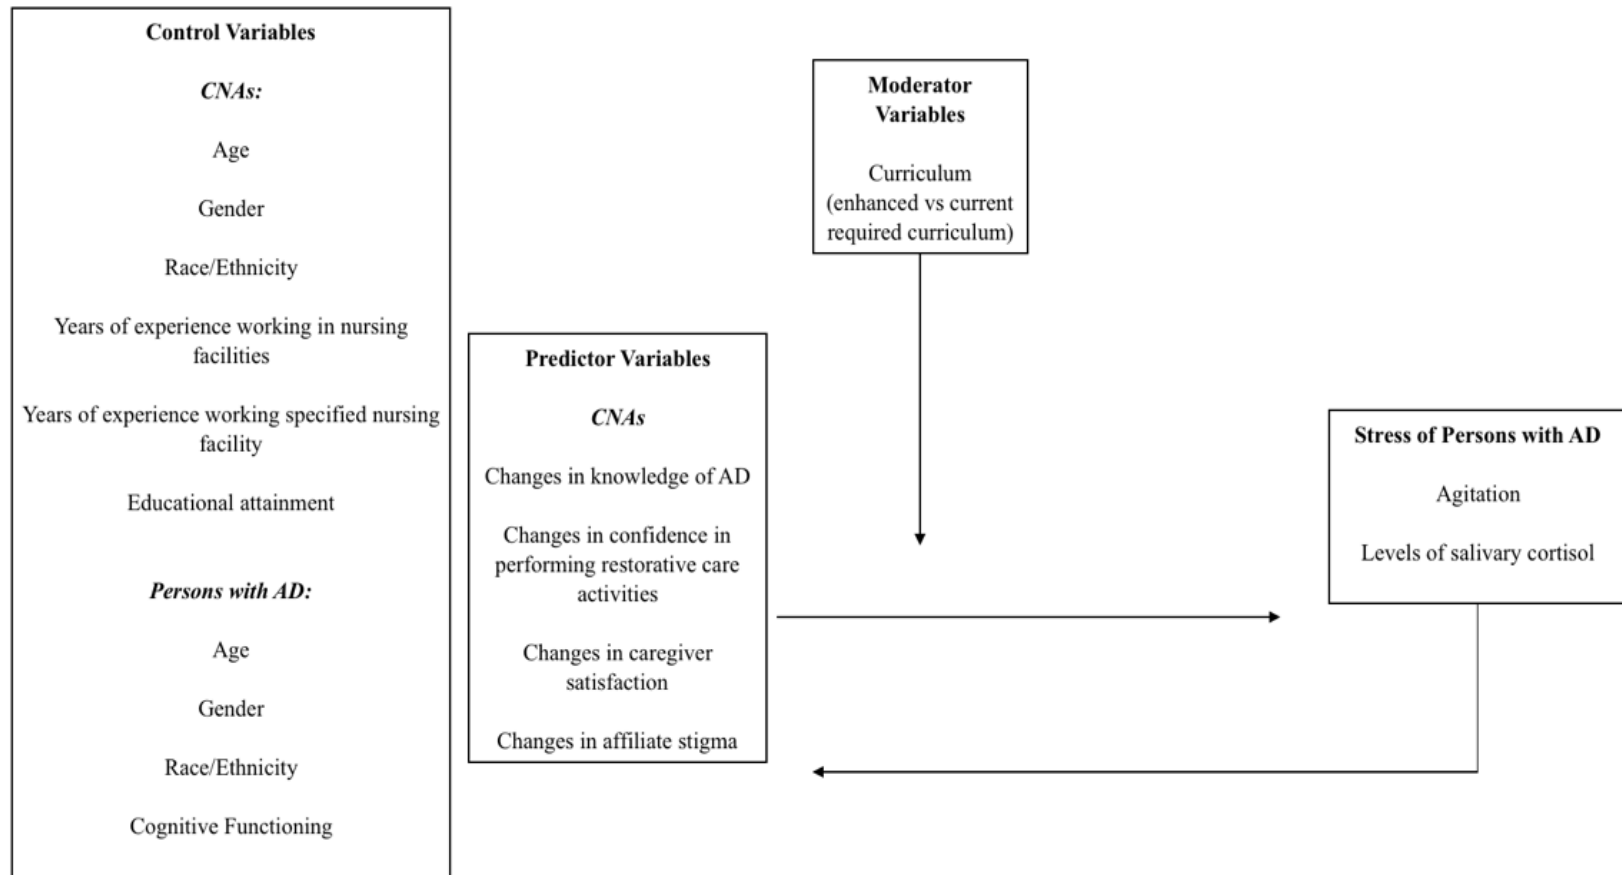 Control Variables
CNAs:
Age
Gender
Race/Ethnicity
Years of experience working in nursing
facilities
Years of experience working specified nursing
facility
Educational attainment
Persons with AD:
Age
Gender
Race/Ethnicity
Cognitive Functioning
Predictor Variables
CNAs
Changes in knowledge of AD
Changes in confidence in
performing restorative care
activities
Changes in caregiver
satisfaction
Changes in affiliate stigma
Moderator
Variables
Curriculum
(enhanced vs current
required curriculum)
Stress of Persons with AD
Agitation
Levels of salivary cortisol